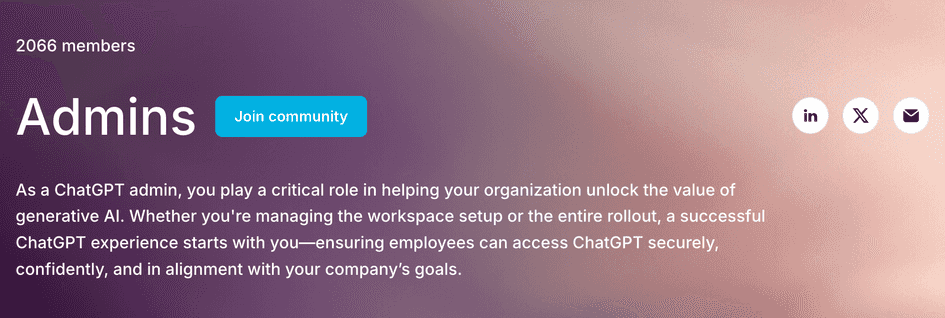 2066 members
Admins
Join community
in
X
As a ChatGPT admin, you play a critical role in helping your organization unlock the value of
generative AI. Whether you're managing the workspace setup or the entire rollout, a successful
ChatGPT experience starts with you—ensuring employees can access ChatGPT securely,
confidently, and in alignment with your company’s goals.